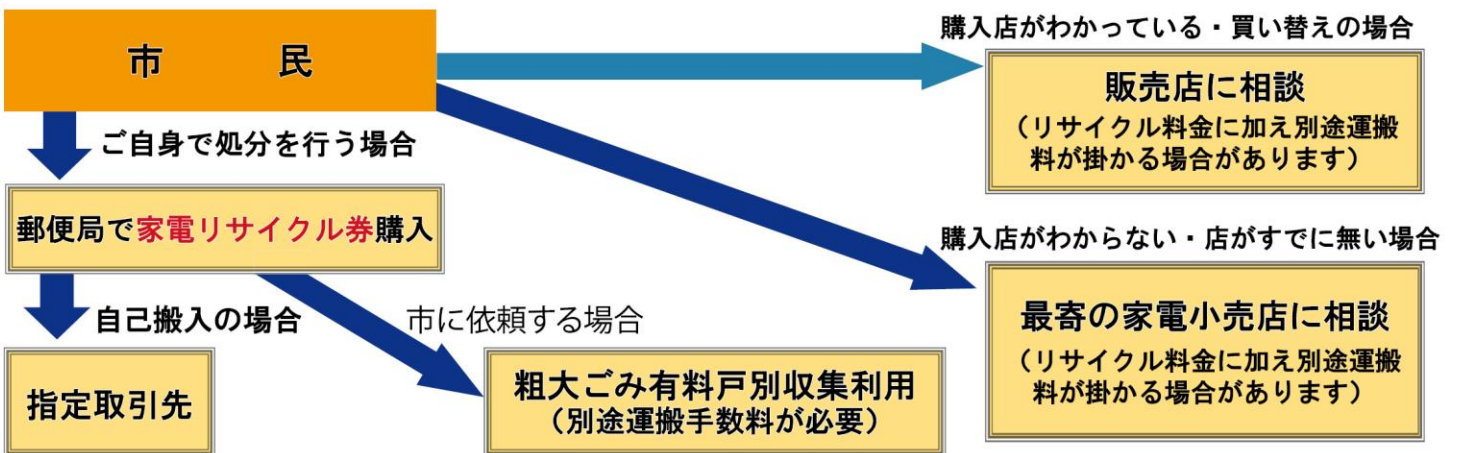 市　民
購入店がわかっている・買い替えの場合
販売店に相談
（リサイクル料金に加え別途運搬
料が掛かる場合があります）
ご自身で処分を行う場合
郵便局で家電リサイクル券購入
購入店がわからない・店がすでに無い場合
最寄の家電小売店に相談
（リサイクル料金に加え別途運搬
料が掛かる場合があります）
自己搬入の場合
市に依頼する場合
指定取引先
粗大ごみ有料戸別収集利用
（別途運搬手数料が必要）